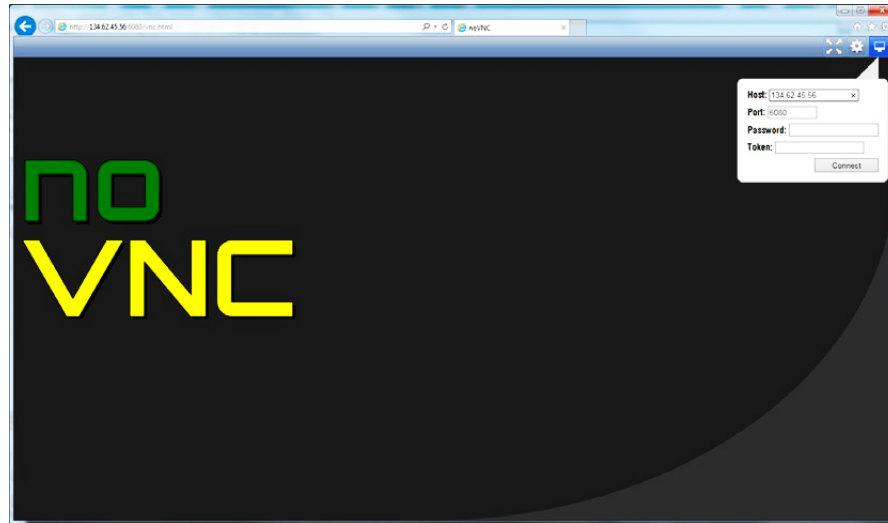 http://134.62.45.56:6080/vnc.html
noVNC
Host: 134.62.45.56
Port: 6080
Password:
Token:
Connect
no
VNC